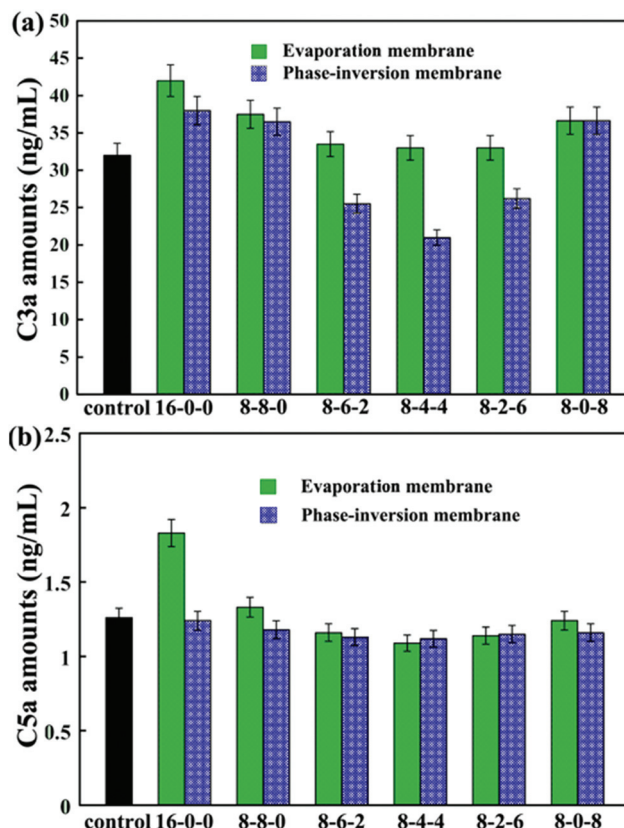 (a)
50
45
40
35
30
25
20
15
10
5
0
C3a amounts (ng/mL)
Evaporation membrane
Phase-inversion membrane
control 16-0-0 8-8-0 8-6-2 8-4-4 8-2-6 8-0-8
(b)
2.5
2
1.5
1
0.5
0
C5a amounts (ng/mL)
Evaporation membrane
Phase-inversion membrane
control 16-0-0 8-8-0 8-6-2 8-4-4 8-2-6 8-0-8